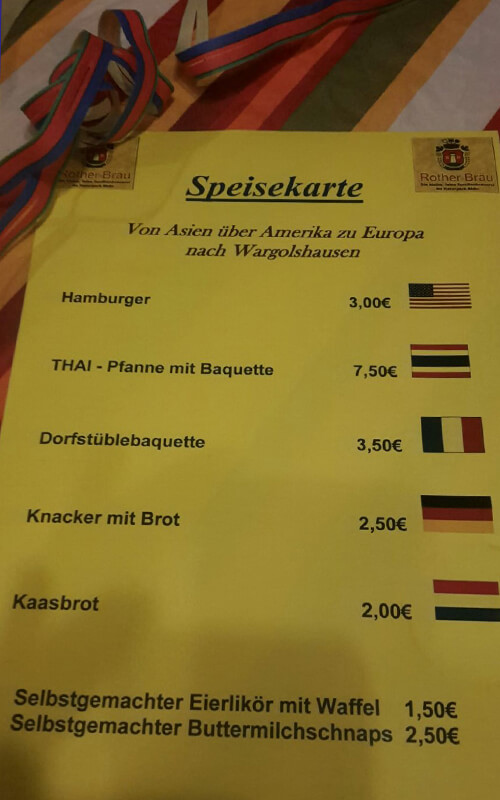 Rother-Bräu
Rother-Bräu
Speisekarte
Von Asien über Amerika zu Europa
nach Wargolshausen
Hamburger 3,00€
THAI - Pfanne mit Baquette 7,50€
Dorfstüblebaquette 3,50€
Knacker mit Brot 2,50€
Kaasbrot 2,00€
Selbstgemachter Eierlikör mit Waffel 1,50€
Selbstgemachter Buttermilchschnaps 2,50€